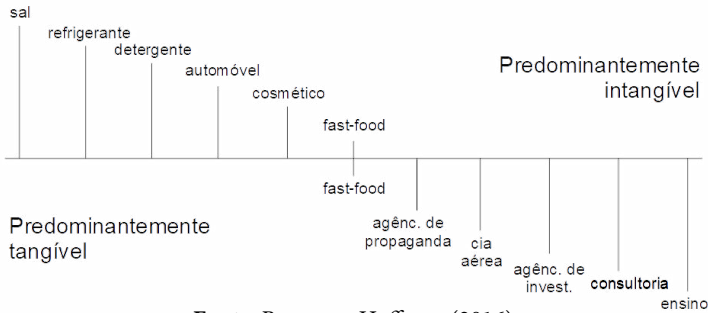 sal
refrigerante
detergente
automóvel
cosmético
fast-food
Predominantemente
intangível
fast-food
Predominantemente
tangível
agênc. de
propaganda
cia
aérea
agênc. de
invest.
consultoria
ensino